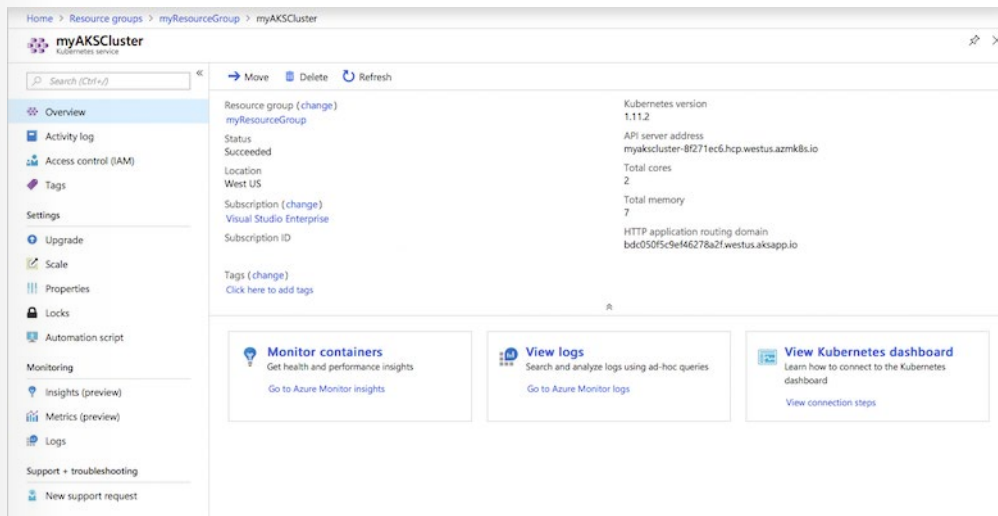 Home > Resource groups > myResourceGroup > myAKSCluster
myAKSCluster
Kubernetes service
Search (Ctrl+/)
Overview
Activity log
Access control (IAM)
Tags
Settings
Upgrade
Scale
Properties
Locks
Automation script
Monitoring
Insights (preview)
Metrics (preview)
Logs
Support + troubleshooting
New support request
Move Delete Refresh
Resource group (change)
myResourceGroup
Status
Succeeded
Location
West US
Subscription (change)
Visual Studio Enterprise
Subscription ID
Tags (change)
Click here to add tags
Kubernetes version
1.11.2
API server address
myakscluster-8f271ec6.hcp.westus.azmk8s.io
Total cores
2
Total memory
7
HTTP application routing domain
bdc050f5c9ef46278a2f.westus.aksapp.io
Monitor containers
Get health and performance insights
Go to Azure Monitor insights
View logs
Search and analyze logs using ad-hoc queries
Go to Azure Monitor logs
View Kubernetes dashboard
Learn how to connect to the Kubernetes
dashboard
View connection steps